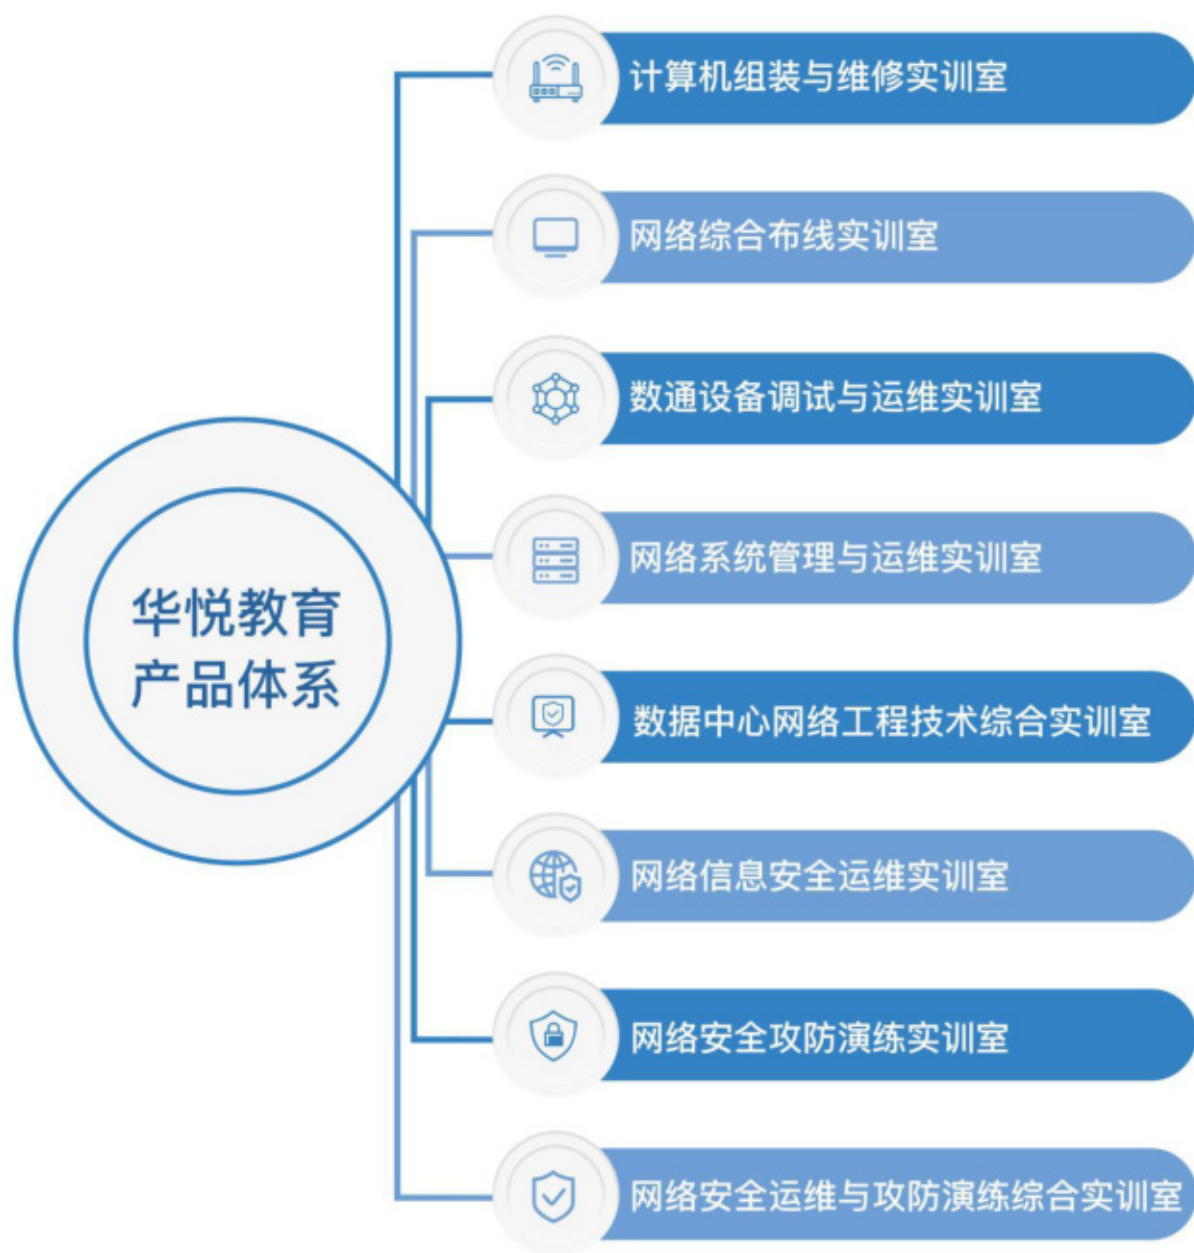 计算机组装与维修实训室
网络综合布线实训室
数通设备调试与运维实训室
网络系统管理与运维实训室
华悦教育
产品体系
数据中心网络工程技术综合实训室
网络信息安全运维实训室
网络安全攻防演练实训室
网络安全运维与攻防演练综合实训室